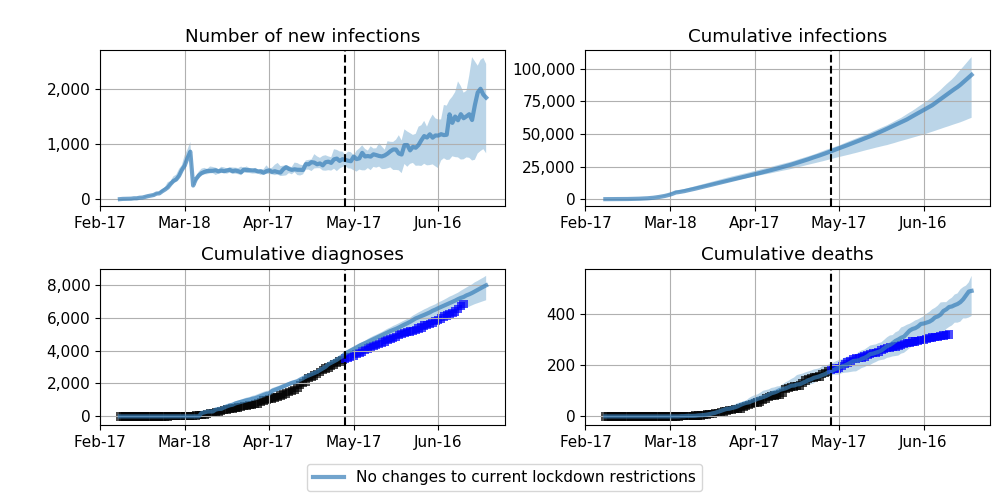 Number of new infections
2,000
1,000
0
Feb-17 Mar-18 Apr-17 May-17 Jun-16
Cumulative infections
100,000
75,000
50,000
25,000
0
Feb-17 Mar-18 Apr-17 May-17 Jun-16
Cumulative diagnoses
8,000
6,000
4,000
2,000
0
Feb-17 Mar-18 Apr-17 May-17 Jun-16
Cumulative deaths
400
200
0
Feb-17 Mar-18 Apr-17 May-17 Jun-16
No changes to current lockdown restrictions